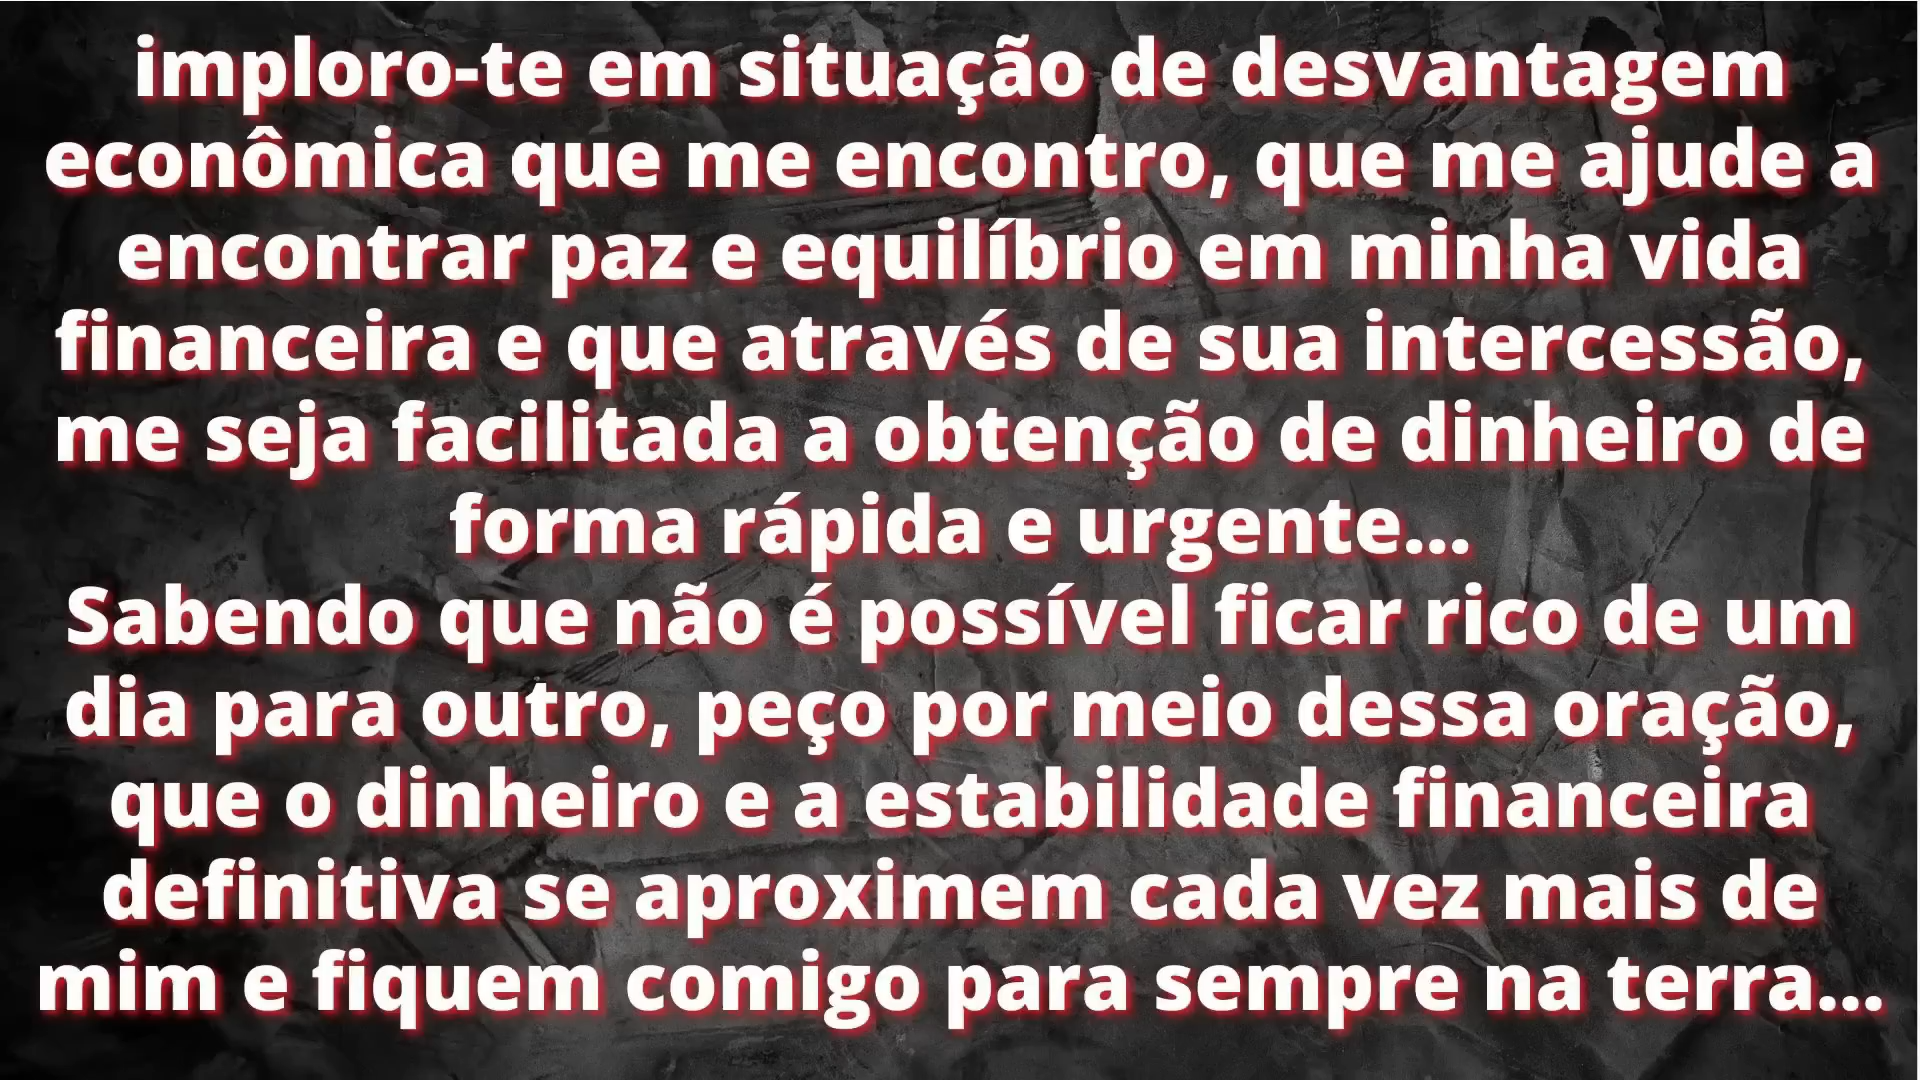 imploro-te em situação de desvantagem
econômica que me encontro, que me ajude a
encontrar paz e equilíbrio em minha vida
financeira e que através de sua intercessão,
me seja facilitada a obtenção de dinheiro de
forma rápida e urgente...
Sabendo que não é possível ficar rico de um
dia para outro, peço por meio dessa oração,
que o dinheiro e a estabilidade financeira
definitiva se aproximem cada vez mais de
mim e fiquem comigo para sempre na terra...